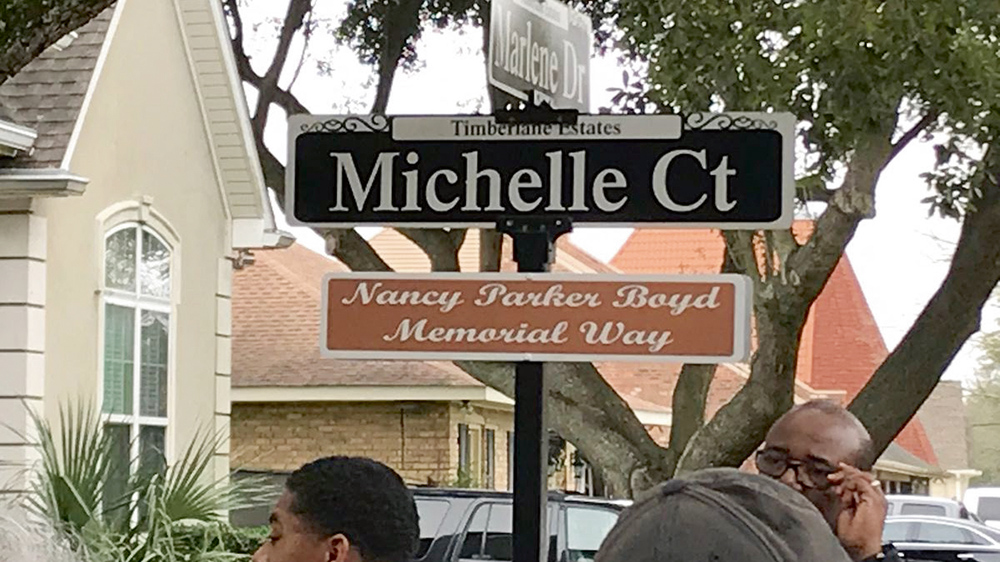 Marlene Dr
Timberlane Estates
Michelle Ct
Nancy Parker Boyd
Memorial Way